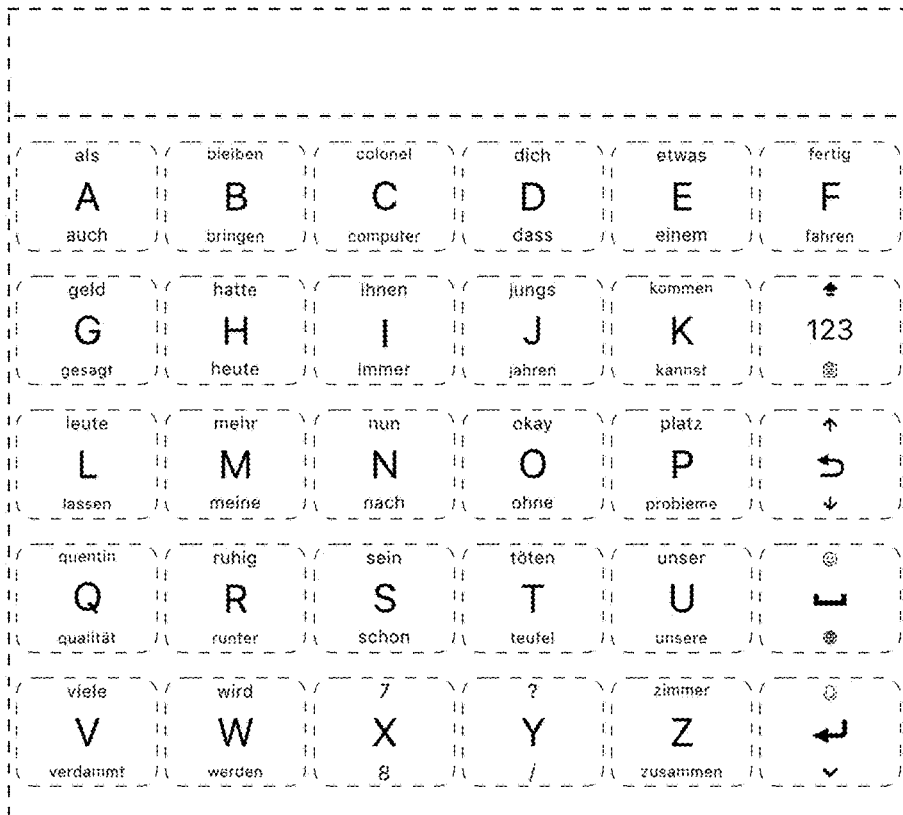 als bleiben colonel dich etwas fertig
A B C D E F
auch bringen computer dass einem fahren
geld hatte ihnen jungs kommen
G H I J K 123
gesagt heute immer jahren kannst
leute mehr nun okay platz
L M N O P
lassen meine nach ohne probleme
quentin ruhig sein töten unser
Q R S T U
qualität runter schon teufel unsere
viele wird 7 ? zimmer
V W X Y Z
verdammt werden 8 / zusammen